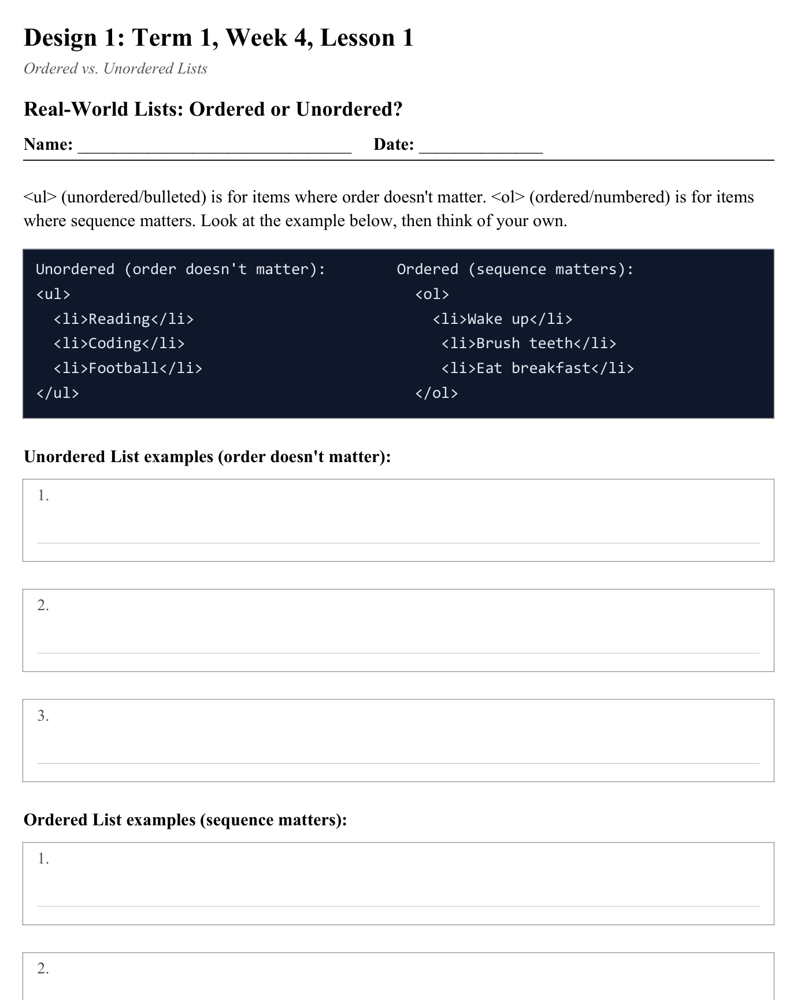 Design 1: Term 1, Week 4, Lesson 1
Ordered vs. Unordered Lists
Real-World Lists: Ordered or Unordered?
Name: _______________________________ Date: ______________
<ul> (unordered/bulleted) is for items where order doesn't matter. <ol> (ordered/numbered) is for items
where sequence matters. Look at the example below, then think of your own.
Unordered (order doesn't matter):        Ordered (sequence matters):
<ul>                                       <ol>
  <li>Reading</li>                           <li>Wake up</li>
  <li>Coding</li>                             <li>Brush teeth</li>
  <li>Football</li>                           <li>Eat breakfast</li>
</ul>                                      </ol>
Unordered List examples (order doesn't matter):
1.
2.
3.
Ordered List examples (sequence matters):
1.
2.